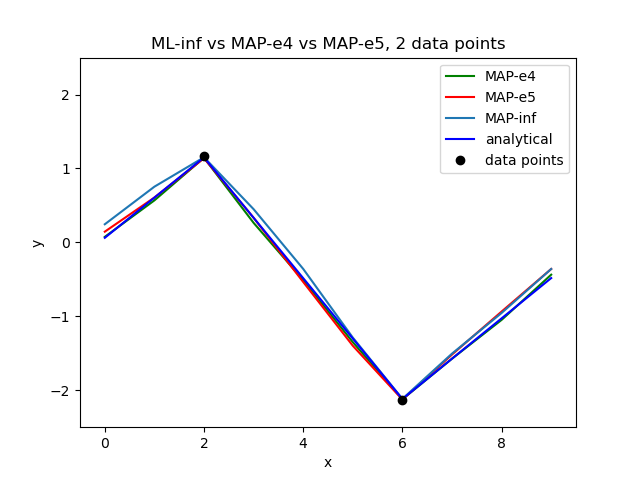 ML-inf vs MAP-e4 vs MAP-e5, 2 data points
MAP-e4
MAP-e5
MAP-inf
analytical
data points
2
1
0
−1
−2
y
0
2
4
6
8
x